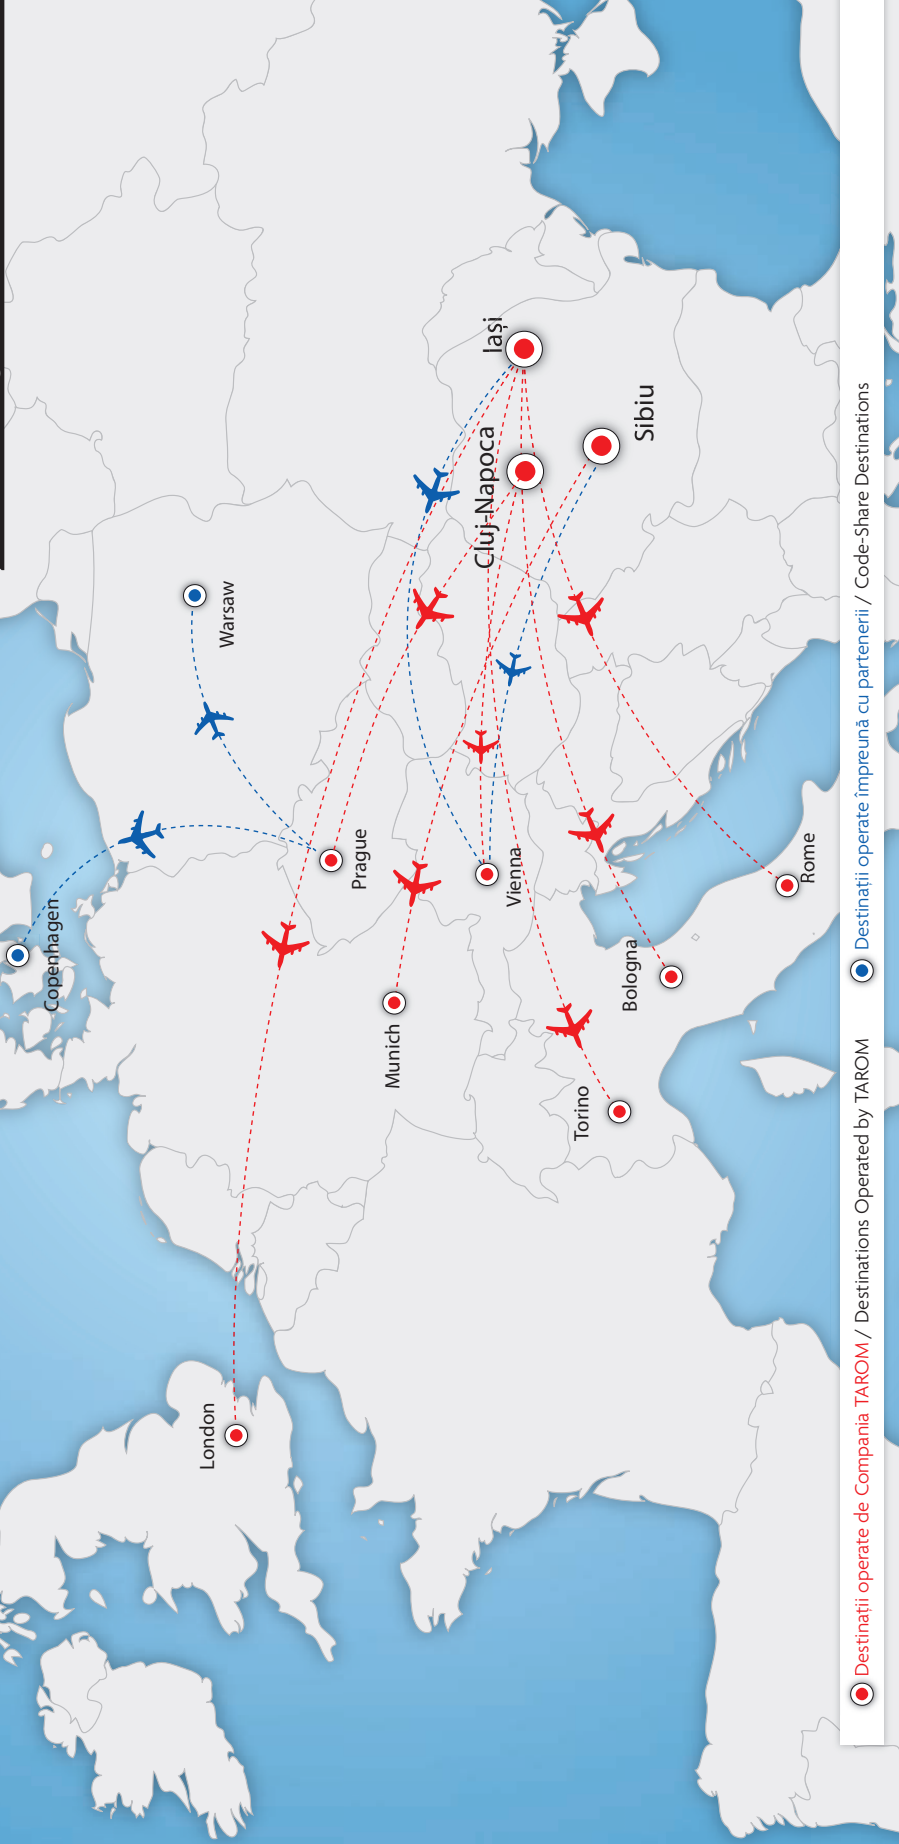 Copenhagen
Warsaw
London
Prague
Munich
Iași
Cluj-Napoca
Vienna
Sibiu
Torino
Bologna
Rome
Destinații operate de Compania TAROM / Destinations Operated by TAROM
Destinații operate împreună cu partenerii / Code-Share Destinations